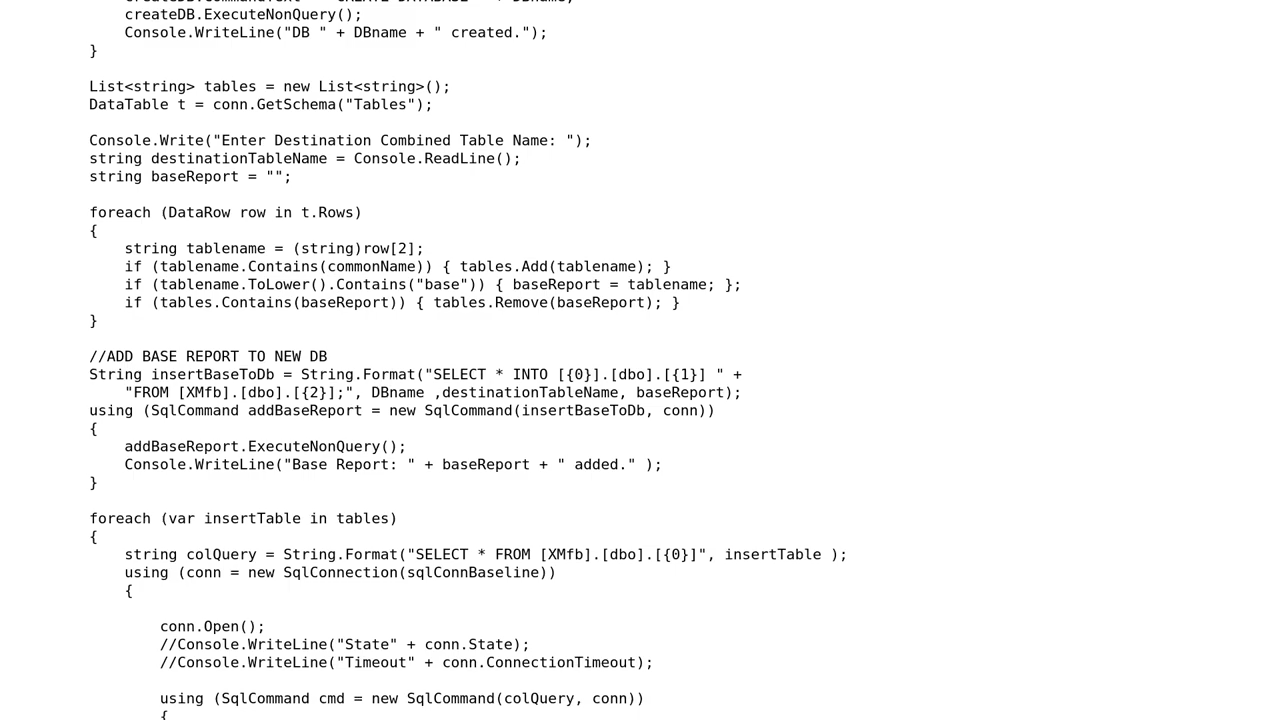 createDB.ExecuteNonQuery();
Console.WriteLine("DB " + DBname + " created.");
}
List<string> tables = new List<string>();
DataTable t = conn.GetSchema("Tables");
Console.Write("Enter Destination Combined Table Name: ");
string destinationTableName = Console.ReadLine();
string baseReport = "";
foreach (DataRow row in t.Rows)
{
string tablename = (string)row[2];
if (tablename.Contains(commonName)) { tables.Add(tablename); }
if (tablename.ToLower().Contains("base")) { baseReport = tablename; };
if (tables.Contains(baseReport)) { tables.Remove(baseReport); }
}
//ADD BASE REPORT TO NEW DB
String insertBaseToDb = String.Format("SELECT * INTO [{0}].[dbo].[{1}] " +
"FROM [XMfb].[dbo].[{2}];", DBname ,destinationTableName, baseReport);
using (SqlCommand addBaseReport = new SqlCommand(insertBaseToDb, conn))
{
addBaseReport.ExecuteNonQuery();
Console.WriteLine("Base Report: " + baseReport + " added." );
}
foreach (var insertTable in tables)
{
string colQuery = String.Format("SELECT * FROM [XMfb].[dbo].[{0}]", insertTable );
using (conn = new SqlConnection(sqlConnBaseline))
{
conn.Open();
//Console.WriteLine("State" + conn.State);
//Console.WriteLine("Timeout" + conn.ConnectionTimeout);
using (SqlCommand cmd = new SqlCommand(colQuery, conn))
{